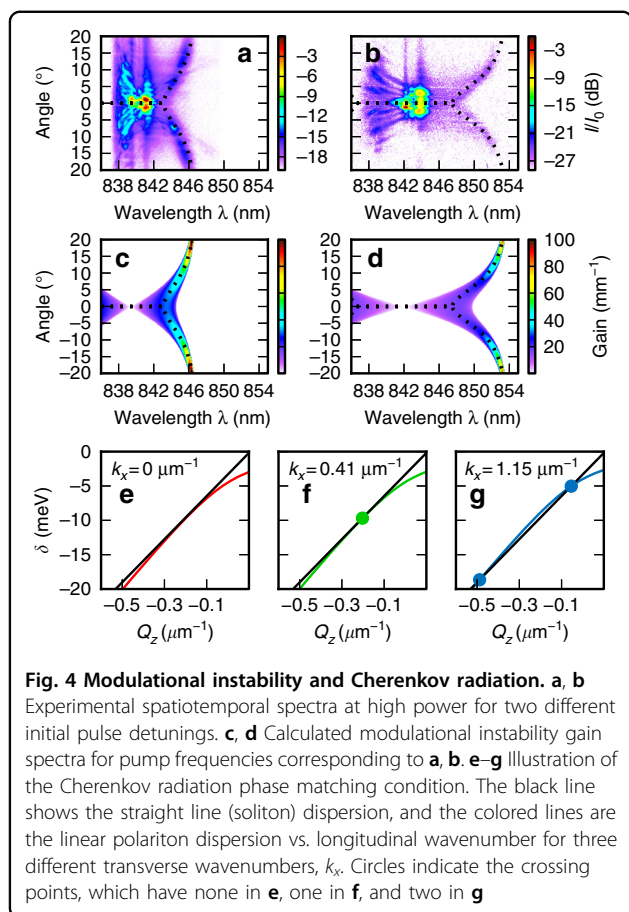 20
15
10
5
0
5
10
15
20
Angle (°)
a
838 842 846 850 854
Wavelength λ (nm)
−3
−6
−9
−12
−15
−18
b
838 842 846 850 854
Wavelength λ (nm)
−3
−9
−15
−21
−27
I/I₀ (dB)
20
15
10
5
0
−5
−10
−15
−20
Angle (°)
c
838 842 846 850 854
Wavelength λ (nm)
d
838 842 846 850 854
Wavelength λ (nm)
100
80
60
40
20
Gain (mm⁻¹)
0
−5
−10
−15
−20
δ (meV)
kₓ=0 μm⁻¹
e
−0.5 −0.3 −0.1
Q_z (μm⁻¹)
kₓ=0.41 μm⁻¹
f
−0.5 −0.3 −0.1
Q_z (μm⁻¹)
kₓ=1.15 μm⁻¹
g
−0.5 −0.3 −0.1
Q_z (μm⁻¹)
Fig. 4 Modulational instability and Cherenkov radiation. a, b
Experimental spatiotemporal spectra at high power for two different
initial pulse detunings. c, d Calculated modulational instability gain
spectra for pump frequencies corresponding to a, b. e–g Illustration of
the Cherenkov radiation phase matching condition. The black line
shows the straight line (soliton) dispersion, and the colored lines are
the linear polariton dispersion vs. longitudinal wavenumber for three
different transverse wavenumbers, kₓ. Circles indicate the crossing
points, which have none in e, one in f, and two in g